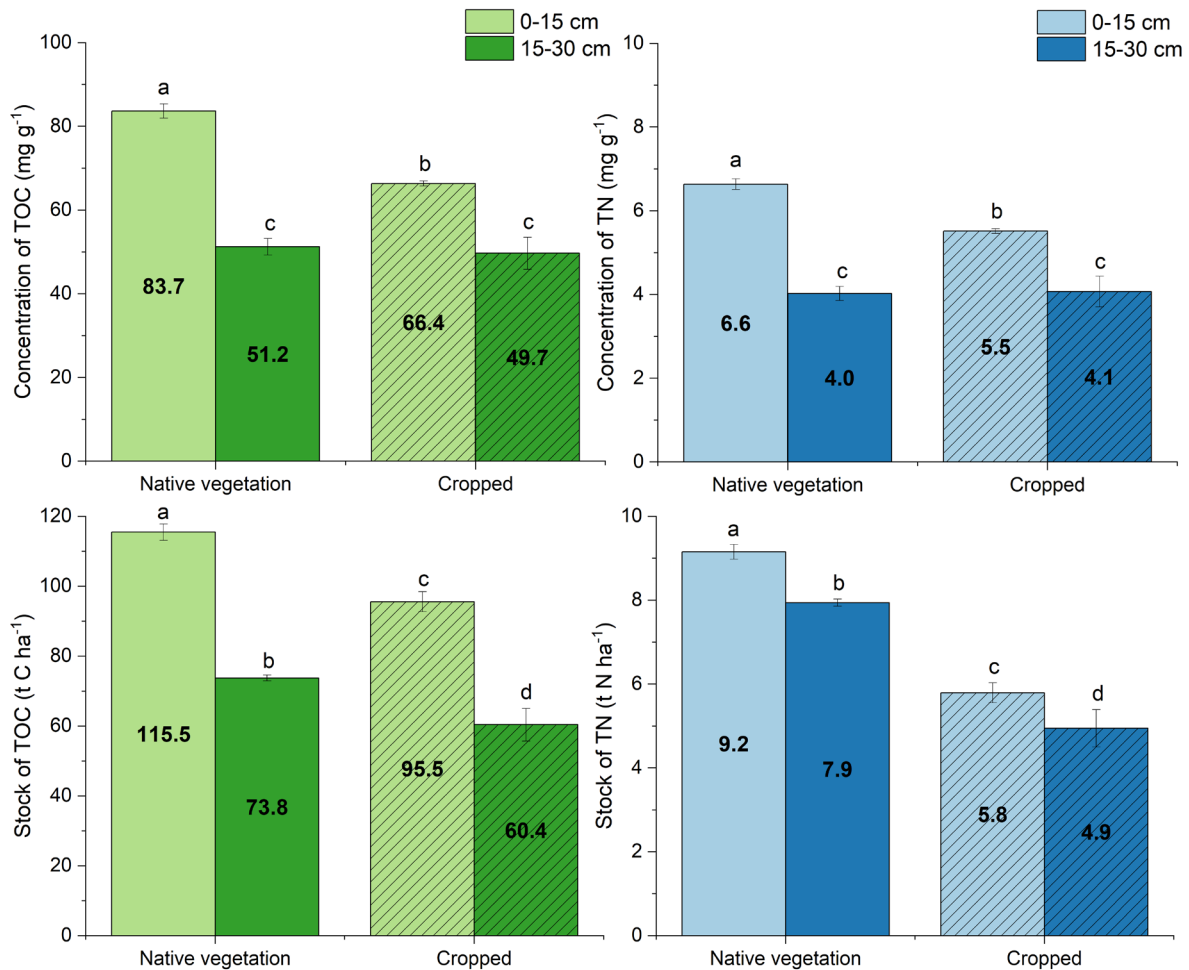 0-15 cm
15-30 cm
Concentration of TOC (mg g⁻¹)
100
80
60
40
20
0
a
c
b
c
83.7
51.2
66.4
49.7
Native vegetation
Cropped
0-15 cm
15-30 cm
Concentration of TN (mg g⁻¹)
10
8
6
4
2
0
a
c
b
c
6.6
4.0
5.5
4.1
Native vegetation
Cropped
Stock of TOC (t C ha⁻¹)
120
100
80
60
40
20
0
a
b
c
d
115.5
73.8
95.5
60.4
Native vegetation
Cropped
Stock of TN (t N ha⁻¹)
10
8
6
4
2
0
a
b
c
d
9.2
7.9
5.8
4.9
Native vegetation
Cropped